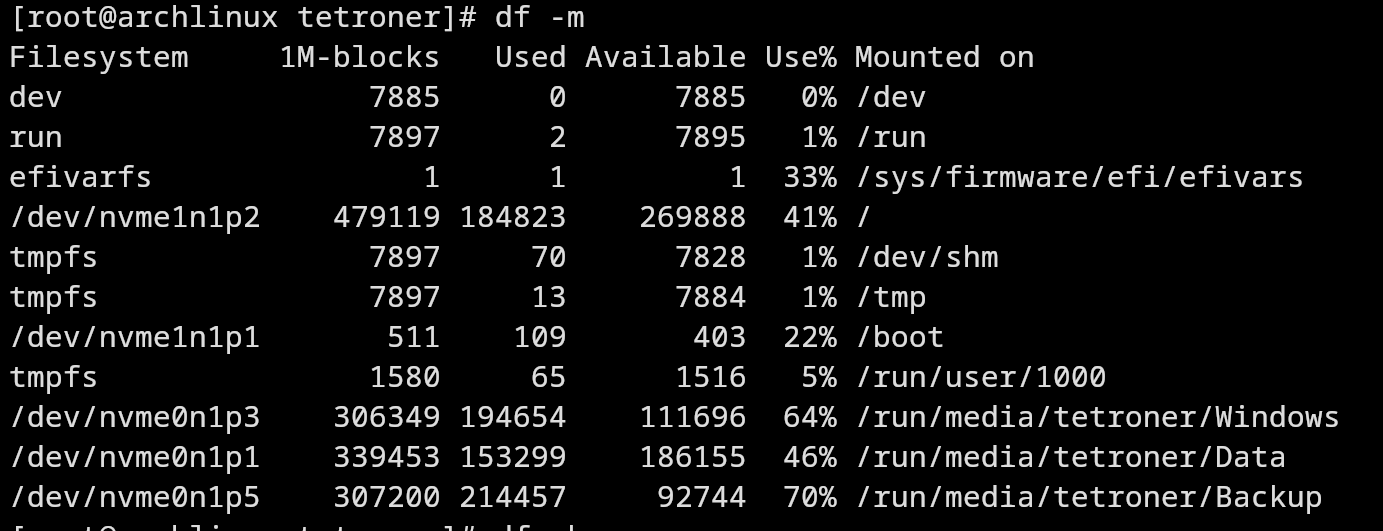 [root@archlinux tetroner]# df -m
Filesystem     1M-blocks   Used Available Use% Mounted on
dev                 7885      0      7885   0% /dev
run                 7897      2      7895   1% /run
efivarfs               1      1         1  33% /sys/firmware/efi/efivars
/dev/nvme1n1p2    479119 184823    269888  41% /
tmpfs               7897     70      7828   1% /dev/shm
tmpfs               7897     13      7884   1% /tmp
/dev/nvme1n1p1       511    109       403  22% /boot
tmpfs               1580     65      1516   5% /run/user/1000
/dev/nvme0n1p3    306349 194654    111696  64% /run/media/tetroner/Windows
/dev/nvme0n1p1    339453 153299    186155  46% /run/media/tetroner/Data
/dev/nvme0n1p5    307200 214457     92744  70% /run/media/tetroner/Backup
[root@archlinux tetroner]# df